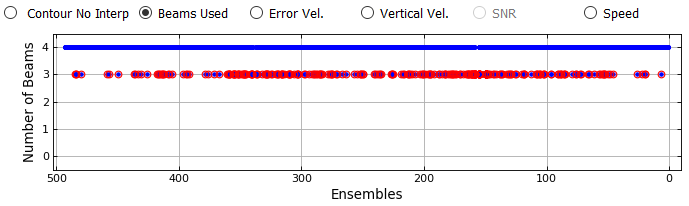 Contour No Interp Beams Used Error Vel. Vertical Vel. SNR Speed
4
3
2
1
0
Number of Beams
500 400 300 200 100 0
Ensembles